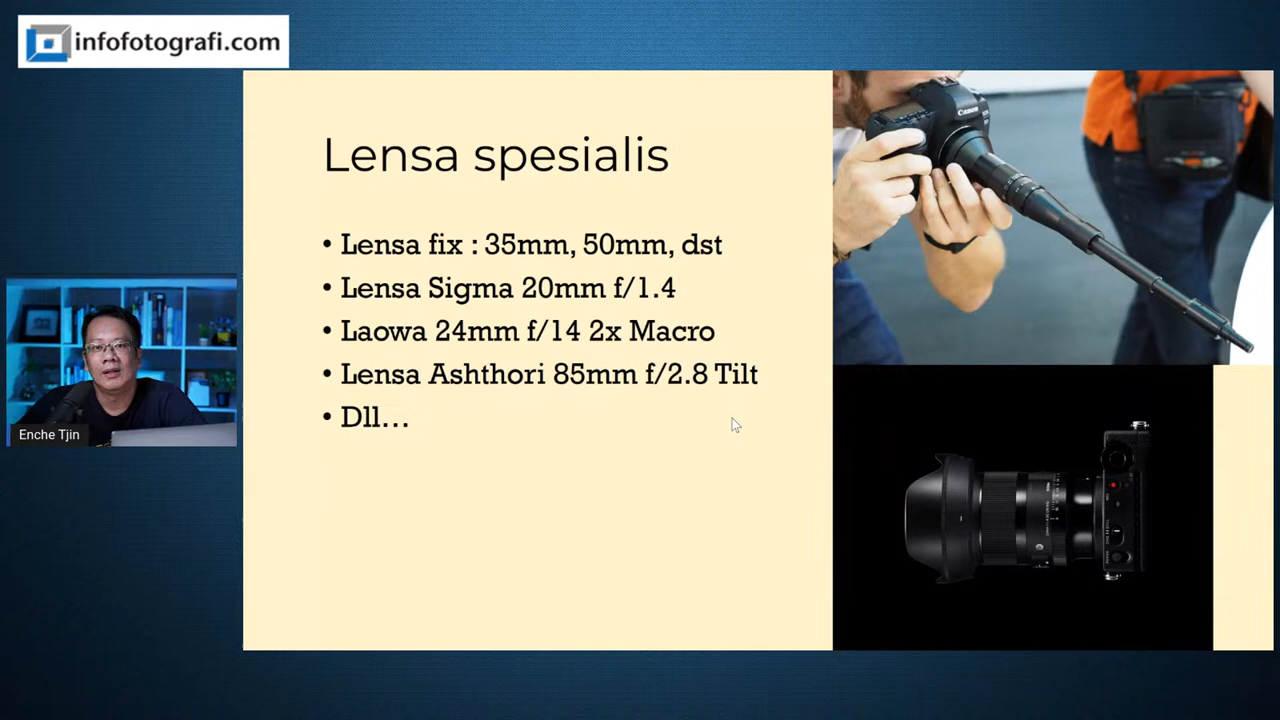 infofotografi.com
Lensa spesialis
• Lensa fix : 35mm, 50mm, dst
• Lensa Sigma 20mm f/1.4
• Laowa 24mm f/14 2x Macro
• Lensa Ashthori 85mm f/2.8 Tilt
• Dll...
Canon
Enche Tjin